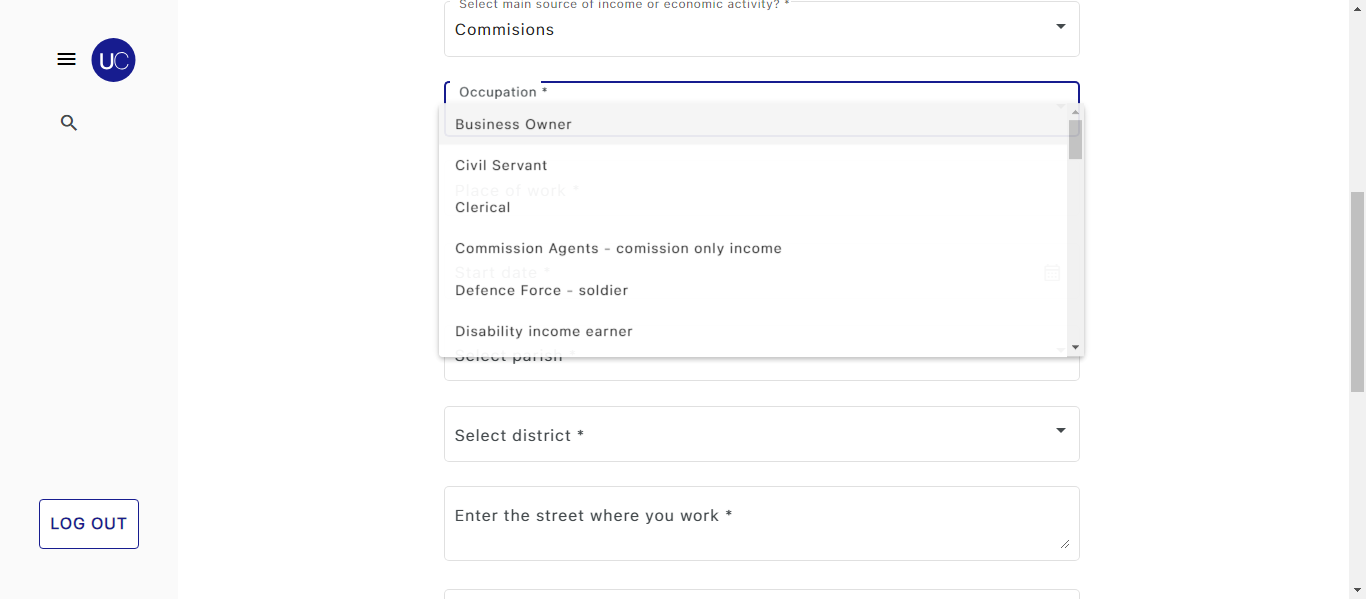 Select main source of income or economic activity? *
Commisions
UC
Occupation *
Business Owner
Civil Servant
Place of work *
Clerical
Commission Agents - comission only income
Start date *
Defence Force - soldier
Disability income earner
Select parish *
Select district *
Enter the street where you work *
LOG OUT